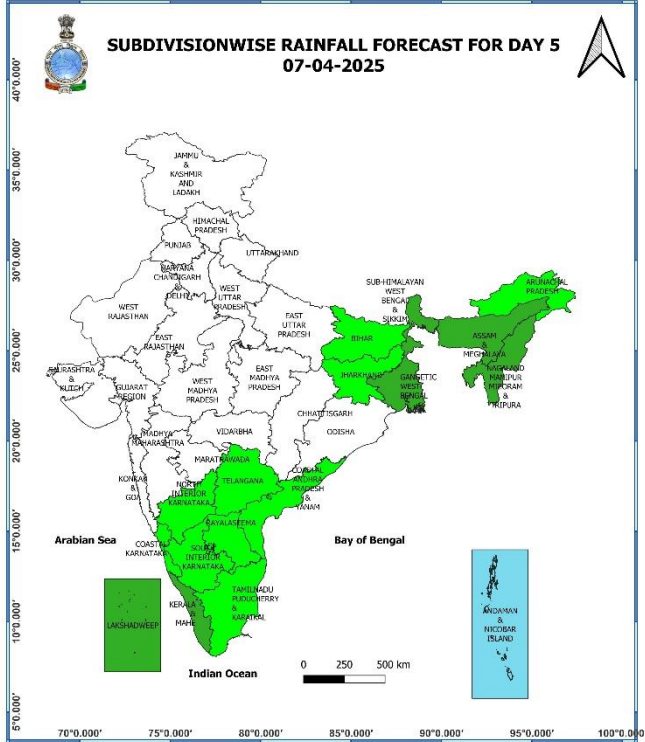 SUBDIVISIONWISE RAINFALL FORECAST FOR DAY 5
07-04-2025
40°0.000'
35°0.000'
30°0.000'
25°0.000'
20°0.000'
15°0.000'
10°0.000'
5°0.000'
JAMMU
&
KASHMIR
AND
LADAKH
HIMACHAL
PRADESH
PUNJAB
UTTARAKHAND
HARYANA
CHANDIGARH
&
DELHI
WEST
UTTAR
PRADESH
SUB-HIMALAYAN
WEST
BENGAL
&
SIKKIM
ARUNACHAL
PRADESH
WEST
RAJASTHAN
EAST
RAJASTHAN
EAST
UTTAR
PRADESH
BIHAR
ASSAM
&
MEGHALAYA
SAURASHTRA
&
KUTCH
GUJARAT
REGION
WEST
MADHYA
PRADESH
EAST
MADHYA
PRADESH
JHARKHAND
GANGETIC
WEST
BENGAL
NAGALAND
MANIPUR
MIZORAM
&
TRIPURA
CHHATTISGARH
ODISHA
MADHYA
MAHARASHTRA
VIDARBHA
MARATHWADA
KONKAN
&
GOA
NORTH
INTERIOR
KARNATAKA
TELANGANA
COASTAL
ANDHRA
PRADESH
&
YANAM
RAYALASEEMA
COASTAL
KARNATAKA
SOUTH
INTERIOR
KARNATAKA
Arabian Sea
Bay of Bengal
TAMILNADU
PUDUCHERRY
&
KARAIKAL
KERALA
&
MAHE
LAKSHADWEEP
ANDAMAN
&
NICOBAR
ISLAND
Indian Ocean
0 250 500 km
70°0.000' 75°0.000' 80°0.000' 85°0.000' 90°0.000' 95°0.000' 100°0.000'